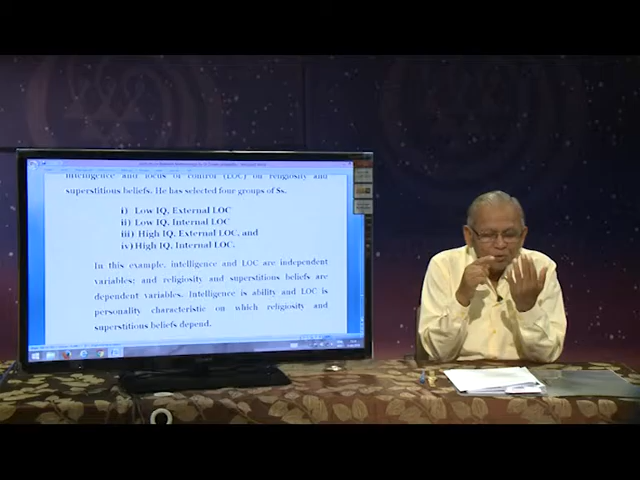 intelligence and locus of control (LOC) on religiosity and
superstitious beliefs. He has selected four groups of Ss.
i) Low IQ, External LOC
ii) Low IQ, Internal LOC
iii) High IQ, External LOC, and
iv) High IQ, Internal LOC.
In this example, intelligence and LOC are independent
variables; and religiosity and superstitious beliefs are
dependent variables. Intelligence is ability and LOC is
personality characteristic on which religiosity and
superstitious beliefs depend.